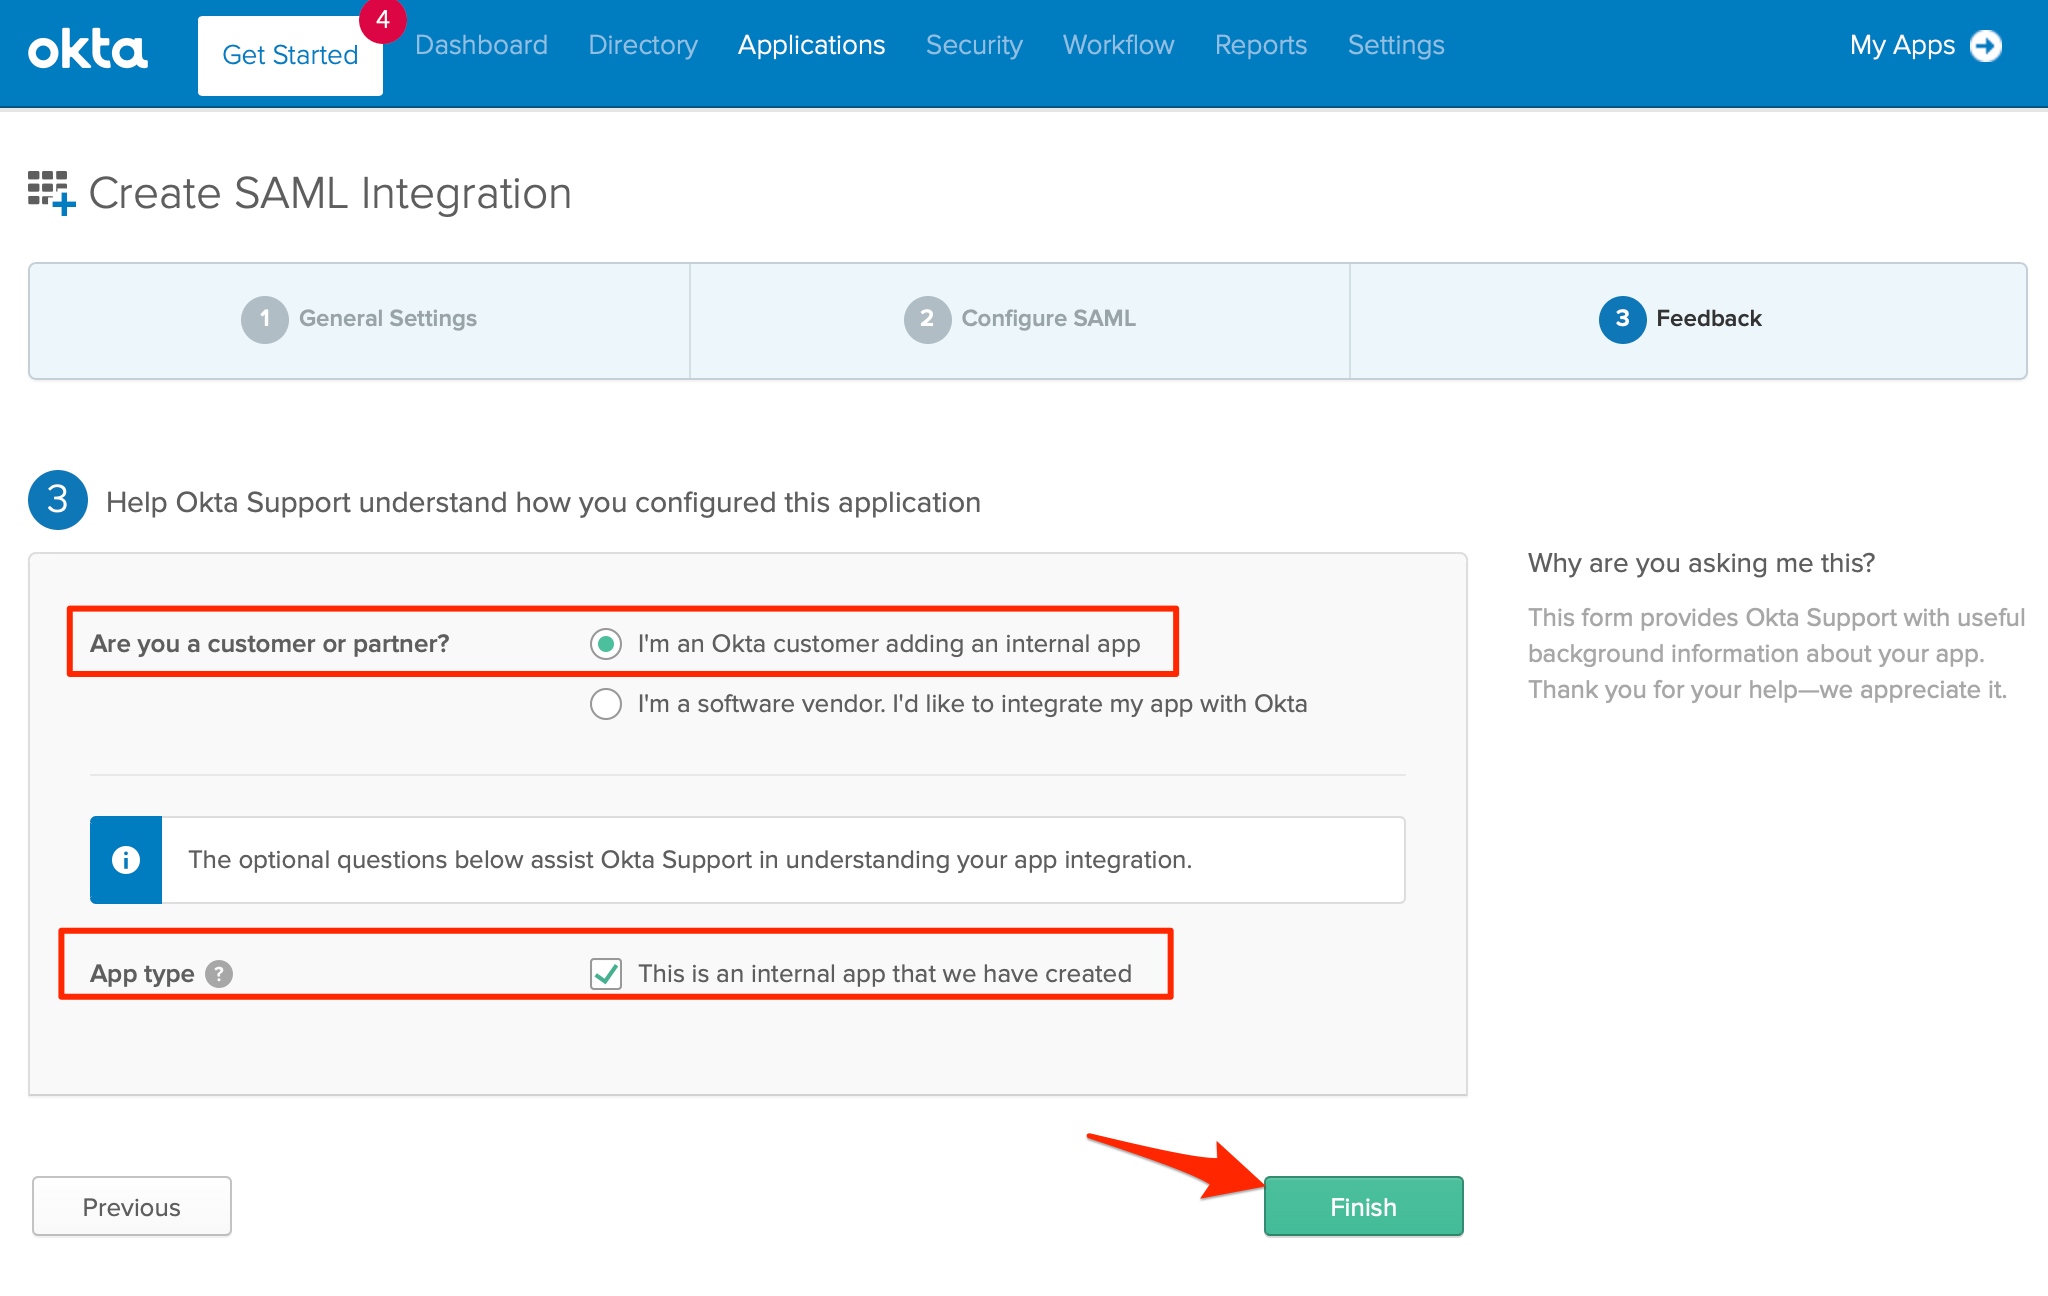 okta
Get Started
4
Dashboard
Directory
Applications
Security
Workflow
Reports
Settings
My Apps
Create SAML Integration
1 General Settings
2 Configure SAML
3 Feedback
3 Help Okta Support understand how you configured this application
Are you a customer or partner?
I'm an Okta customer adding an internal app
I'm a software vendor. I'd like to integrate my app with Okta
i The optional questions below assist Okta Support in understanding your app integration.
App type ?
This is an internal app that we have created
Why are you asking me this?
This form provides Okta Support with useful
background information about your app.
Thank you for your help—we appreciate it.
Previous
Finish